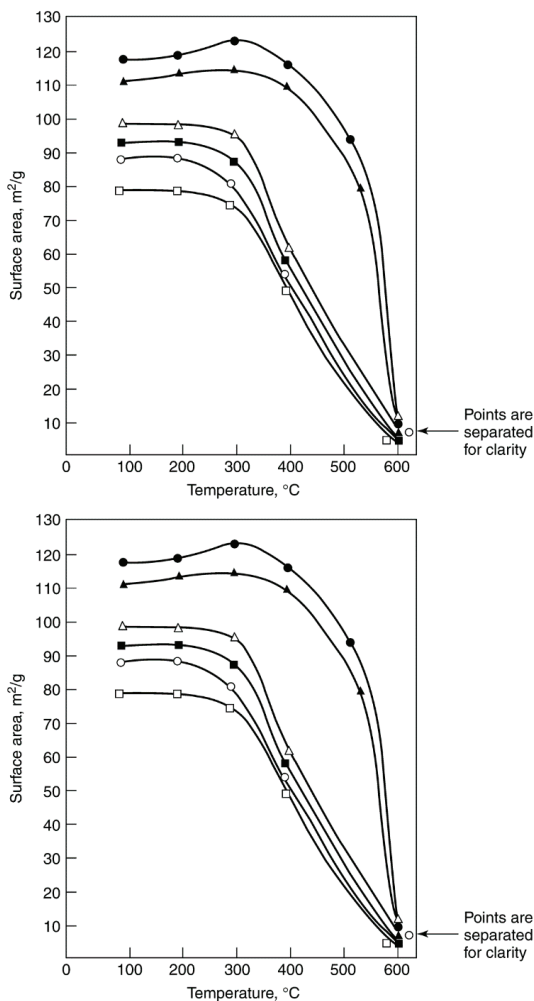 130
120
110
100
90
80
70
60
50
40
30
20
10
Surface area, m²/g
0 100 200 300 400 500 600
Temperature, °C
Points are
separated
for clarity
130
120
110
100
90
80
70
60
50
40
30
20
10
Surface area, m²/g
0 100 200 300 400 500 600
Temperature, °C
Points are
separated
for clarity